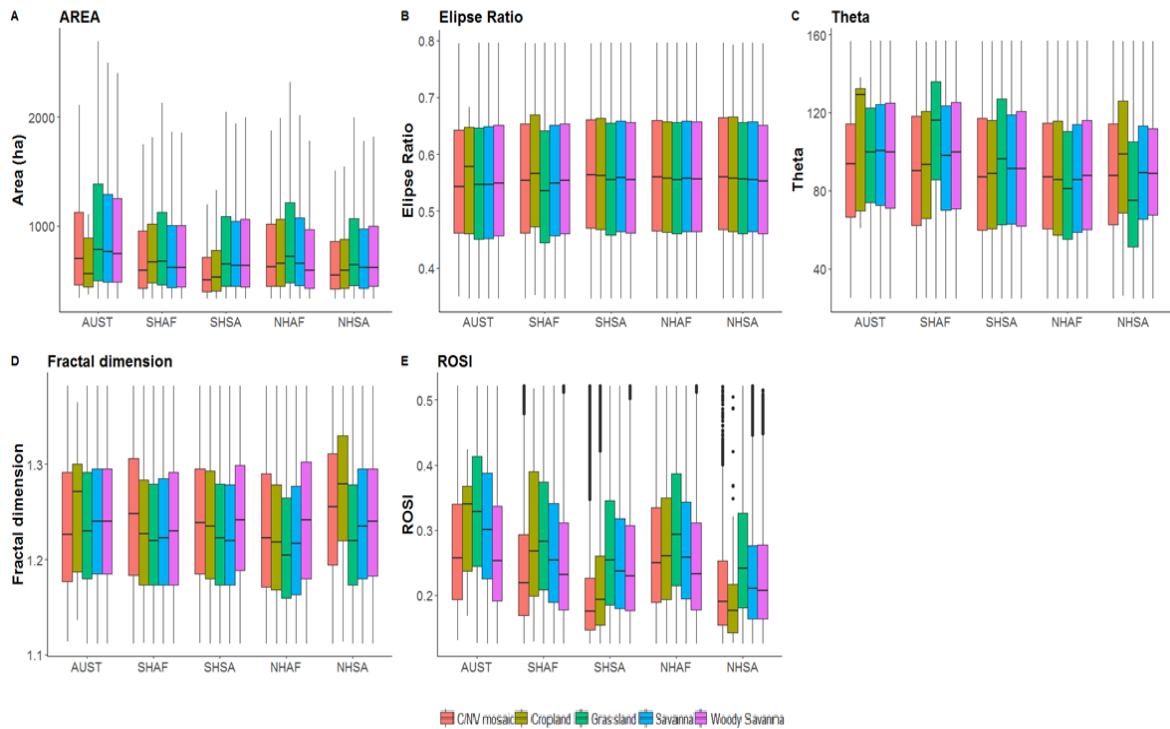 A AREA
2000
1000
Area (ha)
AUST SHAF SHSA NHAF NHSA
B Elipse Ratio
0.8
0.7
0.6
0.5
0.4
Elipse Ratio
AUST SHAF SHSA NHAF NHSA
C Theta
160
120
80
40
Theta
AUST SHAF SHSA NHAF NHSA
D Fractal dimension
1.3
1.2
1.1
Fractal dimension
AUST SHAF SHSA NHAF NHSA
E ROSI
0.5
0.4
0.3
0.2
ROSI
AUST SHAF SHSA NHAF NHSA
C/NV mosaic Cropland Grassland Savanna Woody Savanna